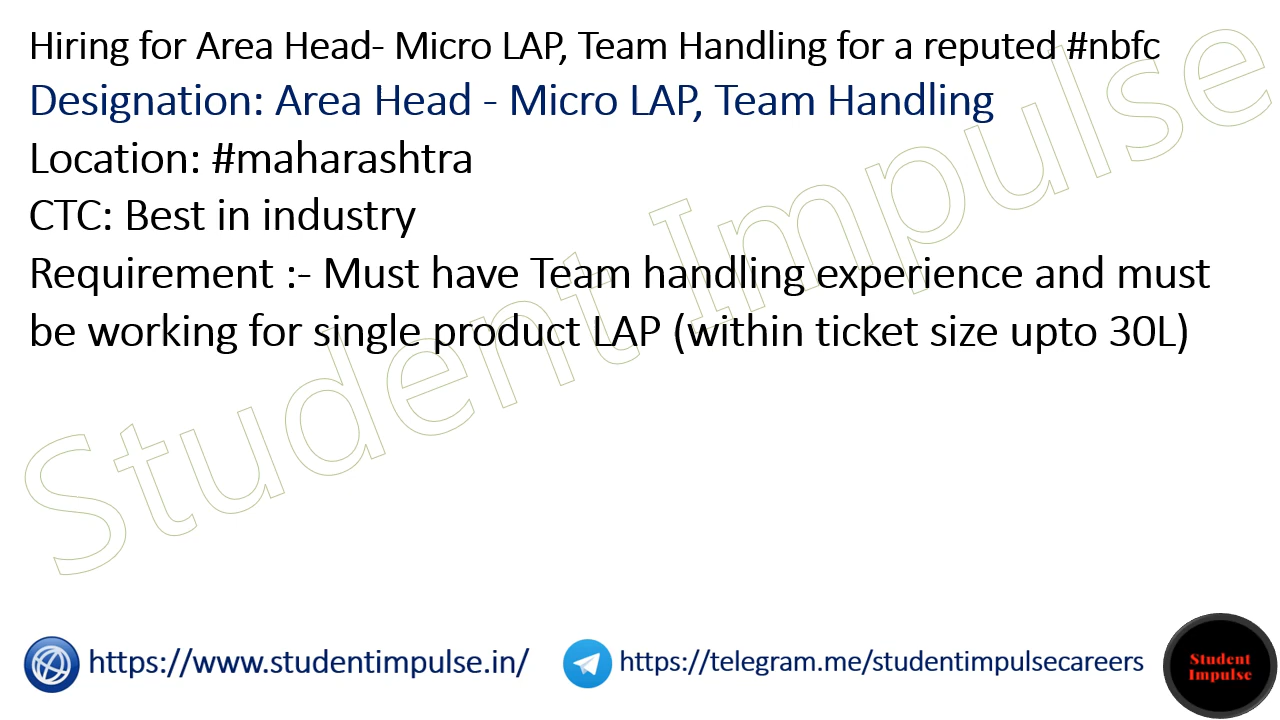 Hiring for Area Head- Micro LAP, Team Handling for a reputed #nbfc
Designation: Area Head - Micro LAP, Team Handling
Location: #maharashtra
CTC: Best in industry
Requirement :- Must have Team handling experience and must
be working for single product LAP (within ticket size upto 30L)
Student Impulse
https://www.studentimpulse.in/
https://telegram.me/studentimpulsecareers
Student
Impulse